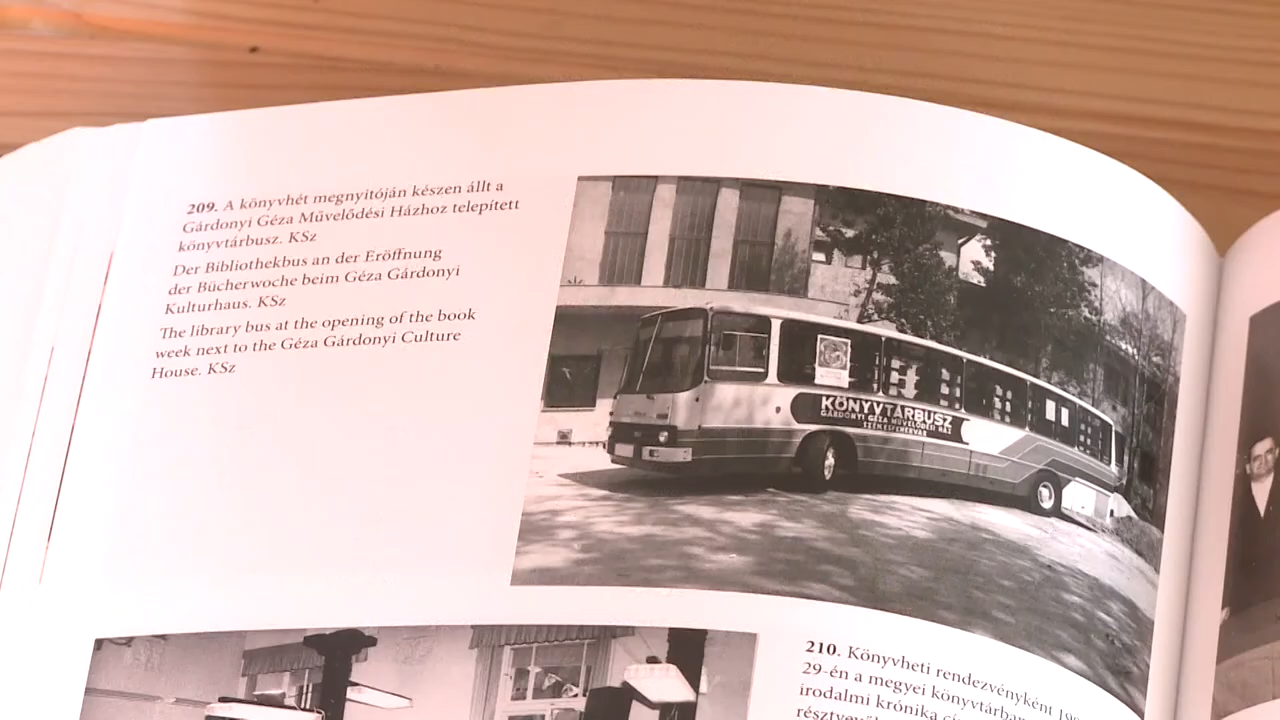 209. A könyvhét megnyitóján készen állt a
Gárdonyi Géza Művelődési Házhoz telepített
könyvtárbusz. KSz
Der Bibliothekbus an der Eröffnung
der Bücherwoche beim Géza Gárdonyi
Kulturhaus. KSz
The library bus at the opening of the book
week next to the Géza Gárdonyi Culture
House. KSz
KÖNYVTÁRBUSZ
GÁRDONYI GÉZA MŰVELŐDÉSI HÁZ
SZÉKESFEHÉRVÁR
210. Könyvheti rendezvényként
29-én a megyei könyvtárban
irodalmi krónika